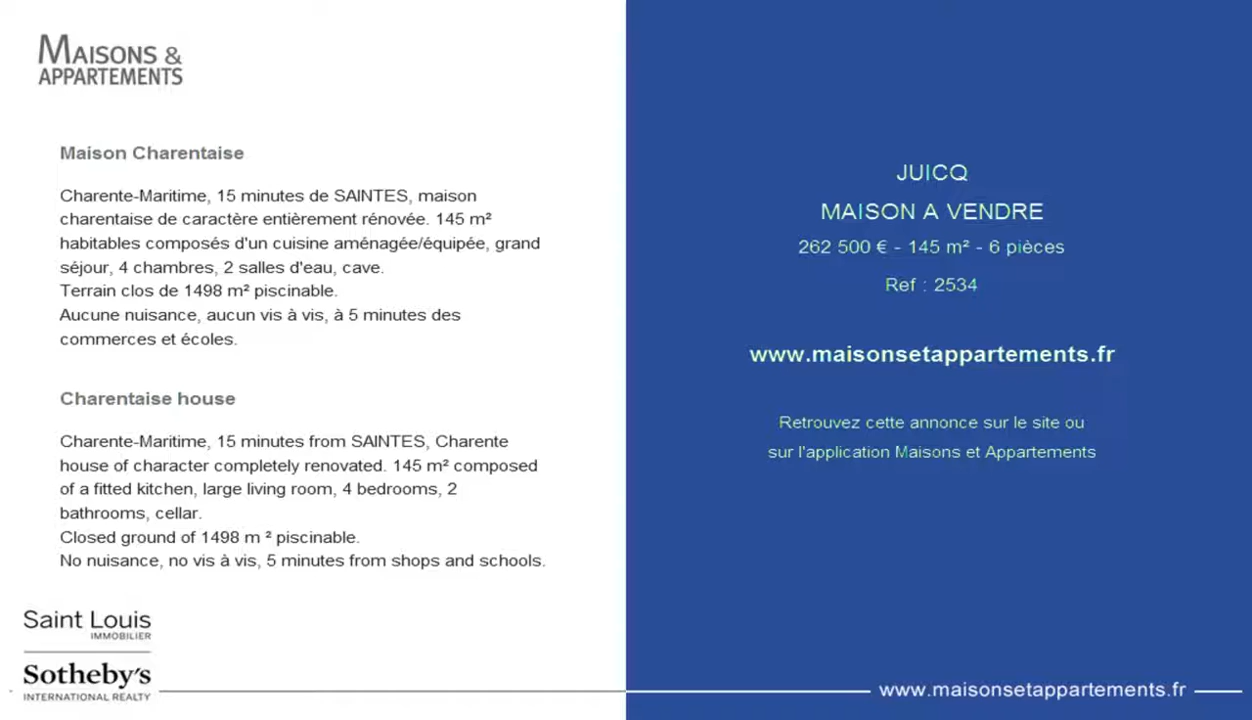 MAISONS &
APPARTEMENTS
Maison Charentaise
Charente-Maritime, 15 minutes de SAINTES, maison
charentaise de caractère entièrement rénovée. 145 m²
habitables composés d'un cuisine aménagée/équipée, grand
séjour, 4 chambres, 2 salles d'eau, cave.
Terrain clos de 1498 m² piscinable.
Aucune nuisance, aucun vis à vis, à 5 minutes des
commerces et écoles.
Charentaise house
Charente-Maritime, 15 minutes from SAINTES, Charente
house of character completely renovated. 145 m² composed
of a fitted kitchen, large living room, 4 bedrooms, 2
bathrooms, cellar.
Closed ground of 1498 m ² piscinable.
No nuisance, no vis à vis, 5 minutes from shops and schools.
Saint Louis
IMMOBILIER
Sotheby's
INTERNATIONAL REALTY
JUICQ
MAISON A VENDRE
262 500 € - 145 m² - 6 pièces
Ref : 2534
www.maisonsetappartements.fr
Retrouvez cette annonce sur le site ou
sur l'application Maisons et Appartements
www.maisonsetappartements.fr